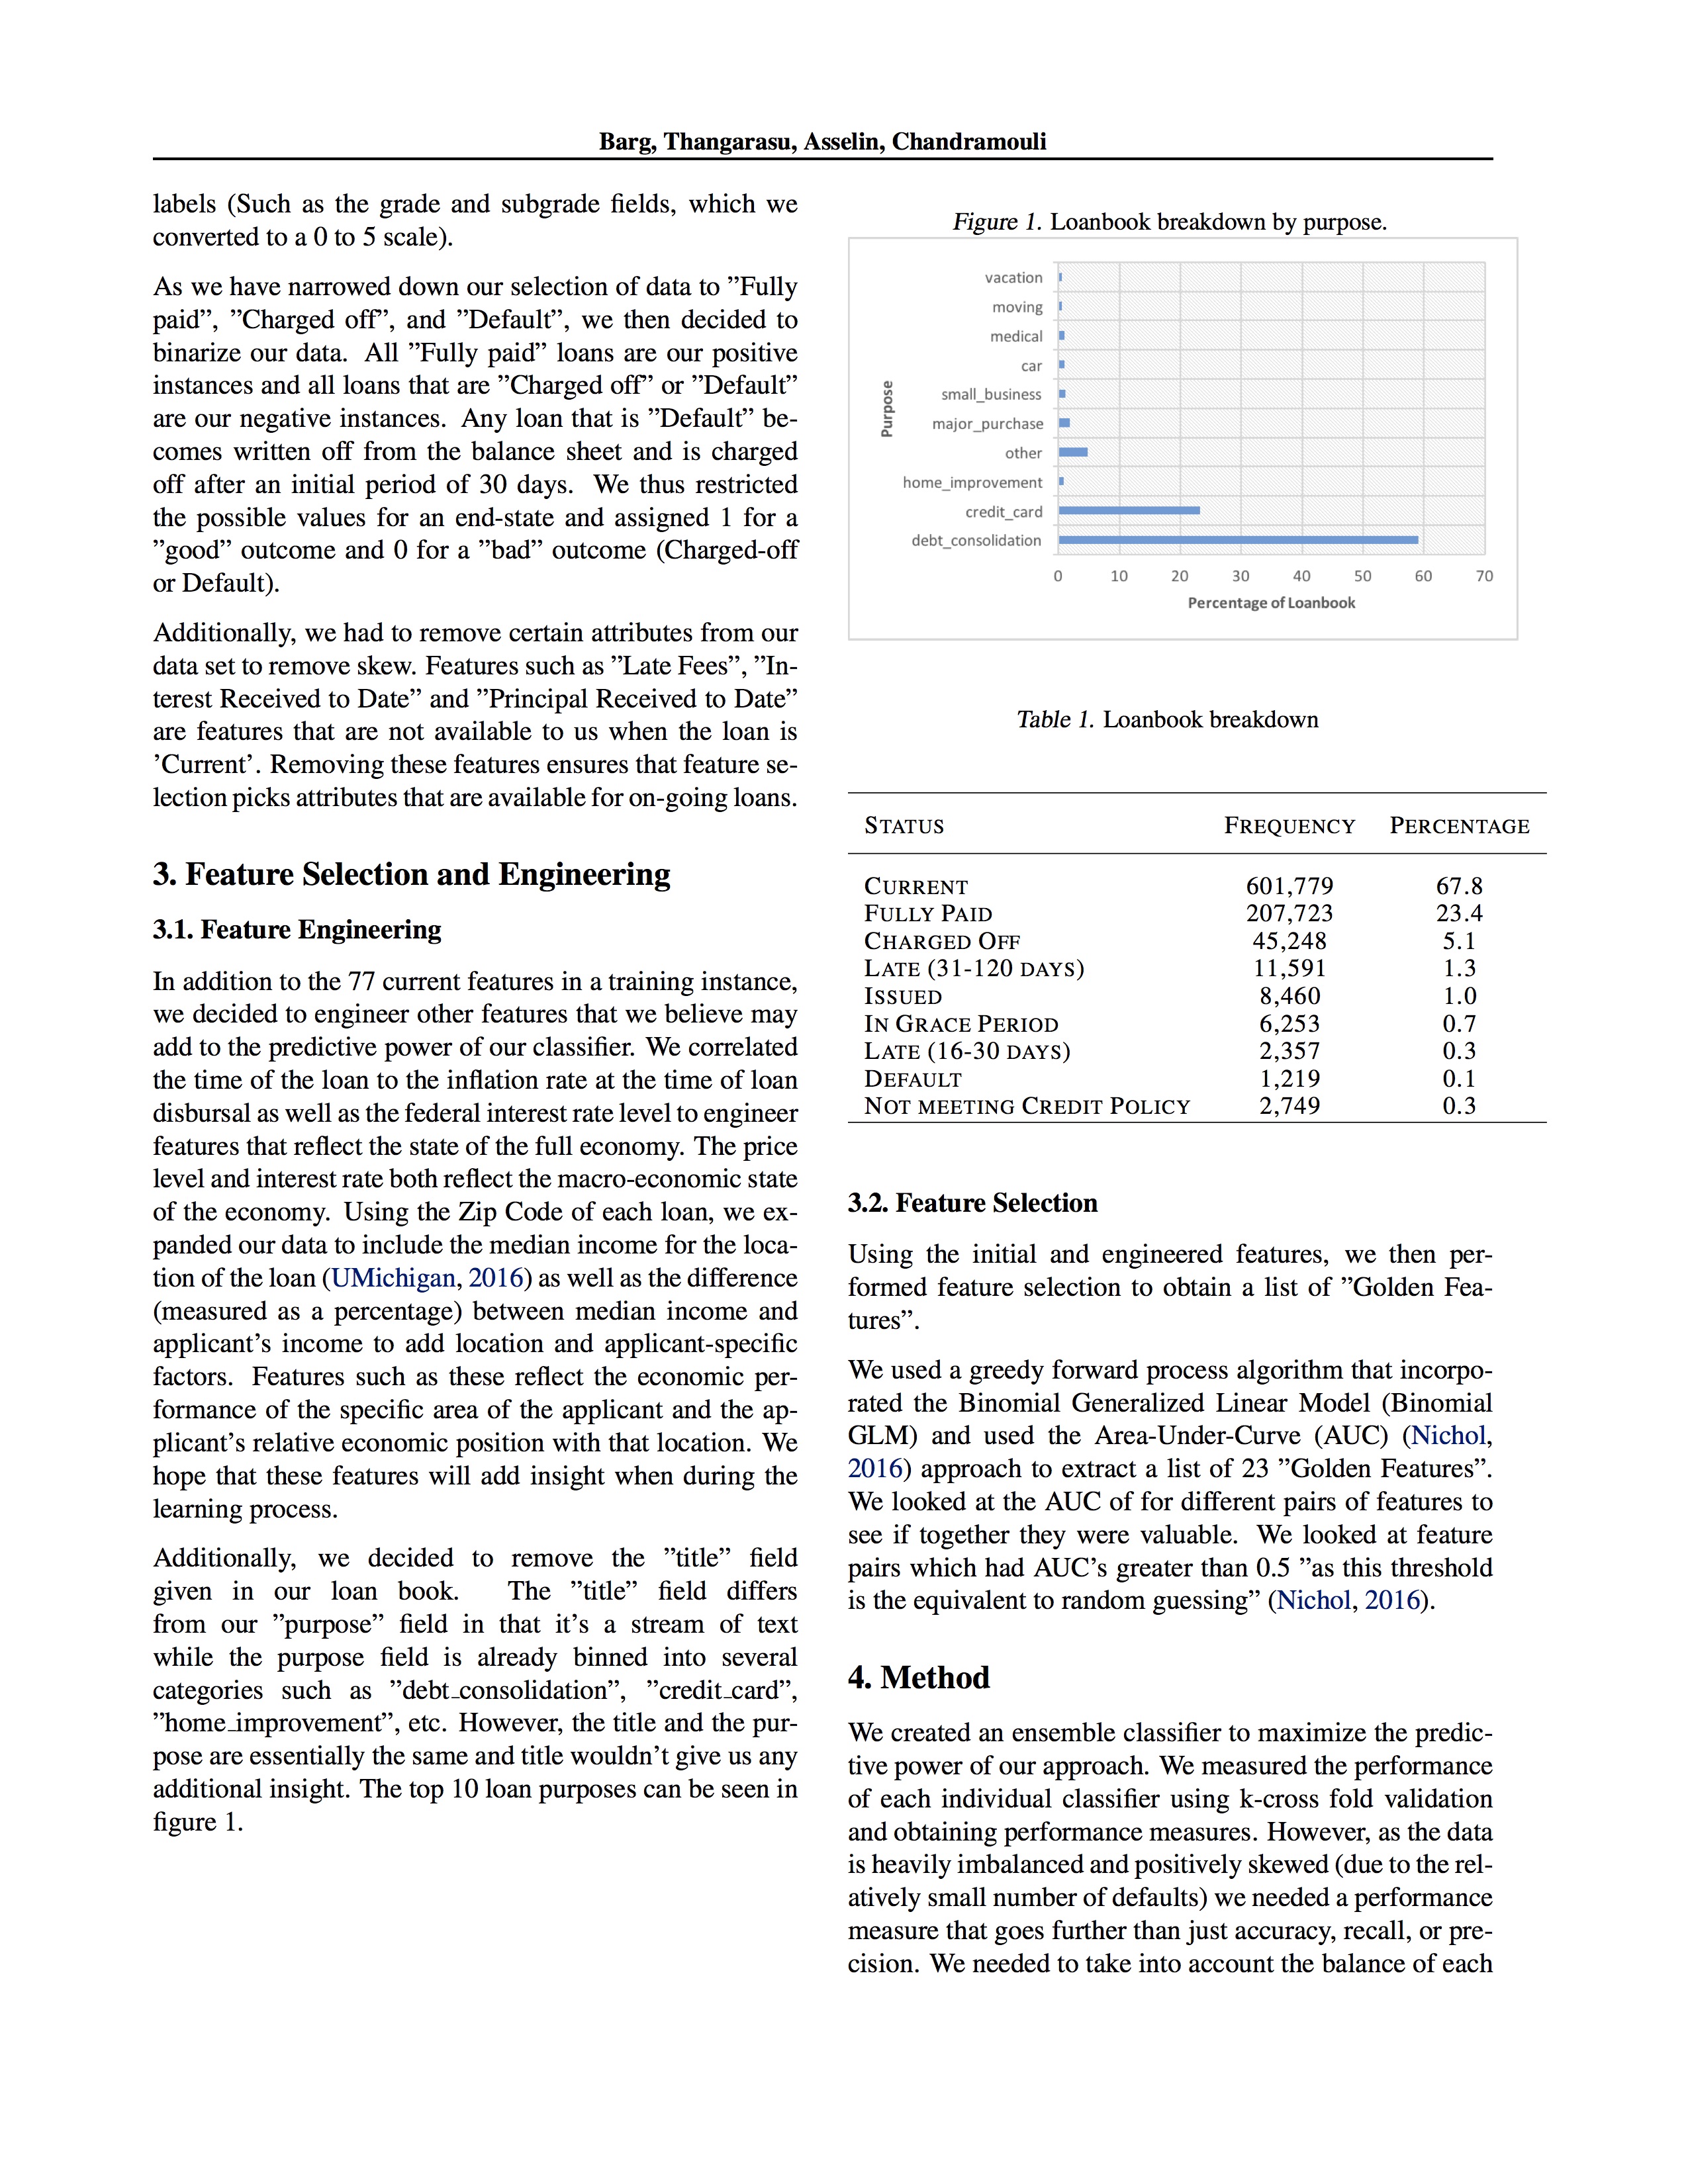 Barg, Thangarasu, Asselin, Chandramouli
labels (Such as the grade and subgrade fields, which we
converted to a 0 to 5 scale).
As we have narrowed down our selection of data to ”Fully
paid”, ”Charged off”, and ”Default”, we then decided to
binarize our data. All ”Fully paid” loans are our positive
instances and all loans that are ”Charged off” or ”Default”
are our negative instances. Any loan that is ”Default” be-
comes written off from the balance sheet and is charged
off after an initial period of 30 days. We thus restricted
the possible values for an end-state and assigned 1 for a
”good” outcome and 0 for a ”bad” outcome (Charged-off
or Default).
Additionally, we had to remove certain attributes from our
data set to remove skew. Features such as ”Late Fees”, ”In-
terest Received to Date” and ”Principal Received to Date”
are features that are not available to us when the loan is
’Current’. Removing these features ensures that feature se-
lection picks attributes that are available for on-going loans.
3. Feature Selection and Engineering
3.1. Feature Engineering
In addition to the 77 current features in a training instance,
we decided to engineer other features that we believe may
add to the predictive power of our classifier. We correlated
the time of the loan to the inflation rate at the time of loan
disbursal as well as the federal interest rate level to engineer
features that reflect the state of the full economy. The price
level and interest rate both reflect the macro-economic state
of the economy. Using the Zip Code of each loan, we ex-
panded our data to include the median income for the loca-
tion of the loan (UMichigan, 2016) as well as the difference
(measured as a percentage) between median income and
applicant’s income to add location and applicant-specific
factors. Features such as these reflect the economic per-
formance of the specific area of the applicant and the ap-
plicant’s relative economic position with that location. We
hope that these features will add insight when during the
learning process.
Additionally, we decided to remove the ”title” field
given in our loan book. The ”title” field differs
from our ”purpose” field in that it’s a stream of text
while the purpose field is already binned into several
categories such as ”debt_consolidation”, ”credit_card”,
”home_improvement”, etc. However, the title and the pur-
pose are essentially the same and title wouldn’t give us any
additional insight. The top 10 loan purposes can be seen in
figure 1.
Figure 1. Loanbook breakdown by purpose.
Purpose
vacation
moving
medical
car
small_business
major_purchase
other
home_improvement
credit_card
debt_consolidation
0 10 20 30 40 50 60 70
Percentage of Loanbook
Table 1. Loanbook breakdown
STATUS FREQUENCY PERCENTAGE
CURRENT 601,779 67.8
FULLY PAID 207,723 23.4
CHARGED OFF 45,248 5.1
LATE (31-120 DAYS) 11,591 1.3
ISSUED 8,460 1.0
IN GRACE PERIOD 6,253 0.7
LATE (16-30 DAYS) 2,357 0.3
DEFAULT 1,219 0.1
NOT MEETING CREDIT POLICY 2,749 0.3
3.2. Feature Selection
Using the initial and engineered features, we then per-
formed feature selection to obtain a list of ”Golden Fea-
tures”.
We used a greedy forward process algorithm that incorpo-
rated the Binomial Generalized Linear Model (Binomial
GLM) and used the Area-Under-Curve (AUC) (Nichol,
2016) approach to extract a list of 23 ”Golden Features”.
We looked at the AUC of for different pairs of features to
see if together they were valuable. We looked at feature
pairs which had AUC’s greater than 0.5 ”as this threshold
is the equivalent to random guessing” (Nichol, 2016).
4. Method
We created an ensemble classifier to maximize the predic-
tive power of our approach. We measured the performance
of each individual classifier using k-cross fold validation
and obtaining performance measures. However, as the data
is heavily imbalanced and positively skewed (due to the rel-
atively small number of defaults) we needed a performance
measure that goes further than just accuracy, recall, or pre-
cision. We needed to take into account the balance of each